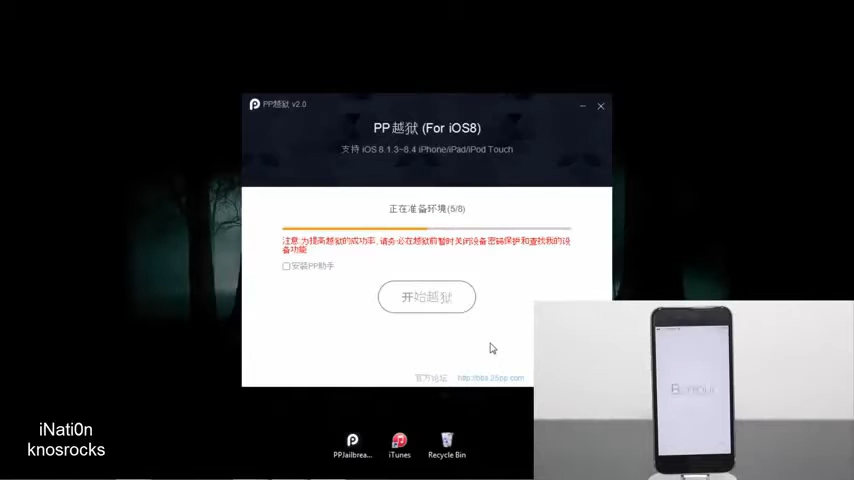 PP越狱 v2.0
PP越狱 (For iOS8)
支持 iOS 8.1.3~8.4 iPhone/iPad/iPod Touch
正在准备环境(5/8)
注意:为提高越狱的成功率, 请务必在越狱前暂时关闭设备密码保护和查找我的设
备功能
安装PP助手
开始越狱
官方论坛 http://bbs.25pp.com
iNati0n
knosrocks
PPJailbrea... iTunes Recycle Bin